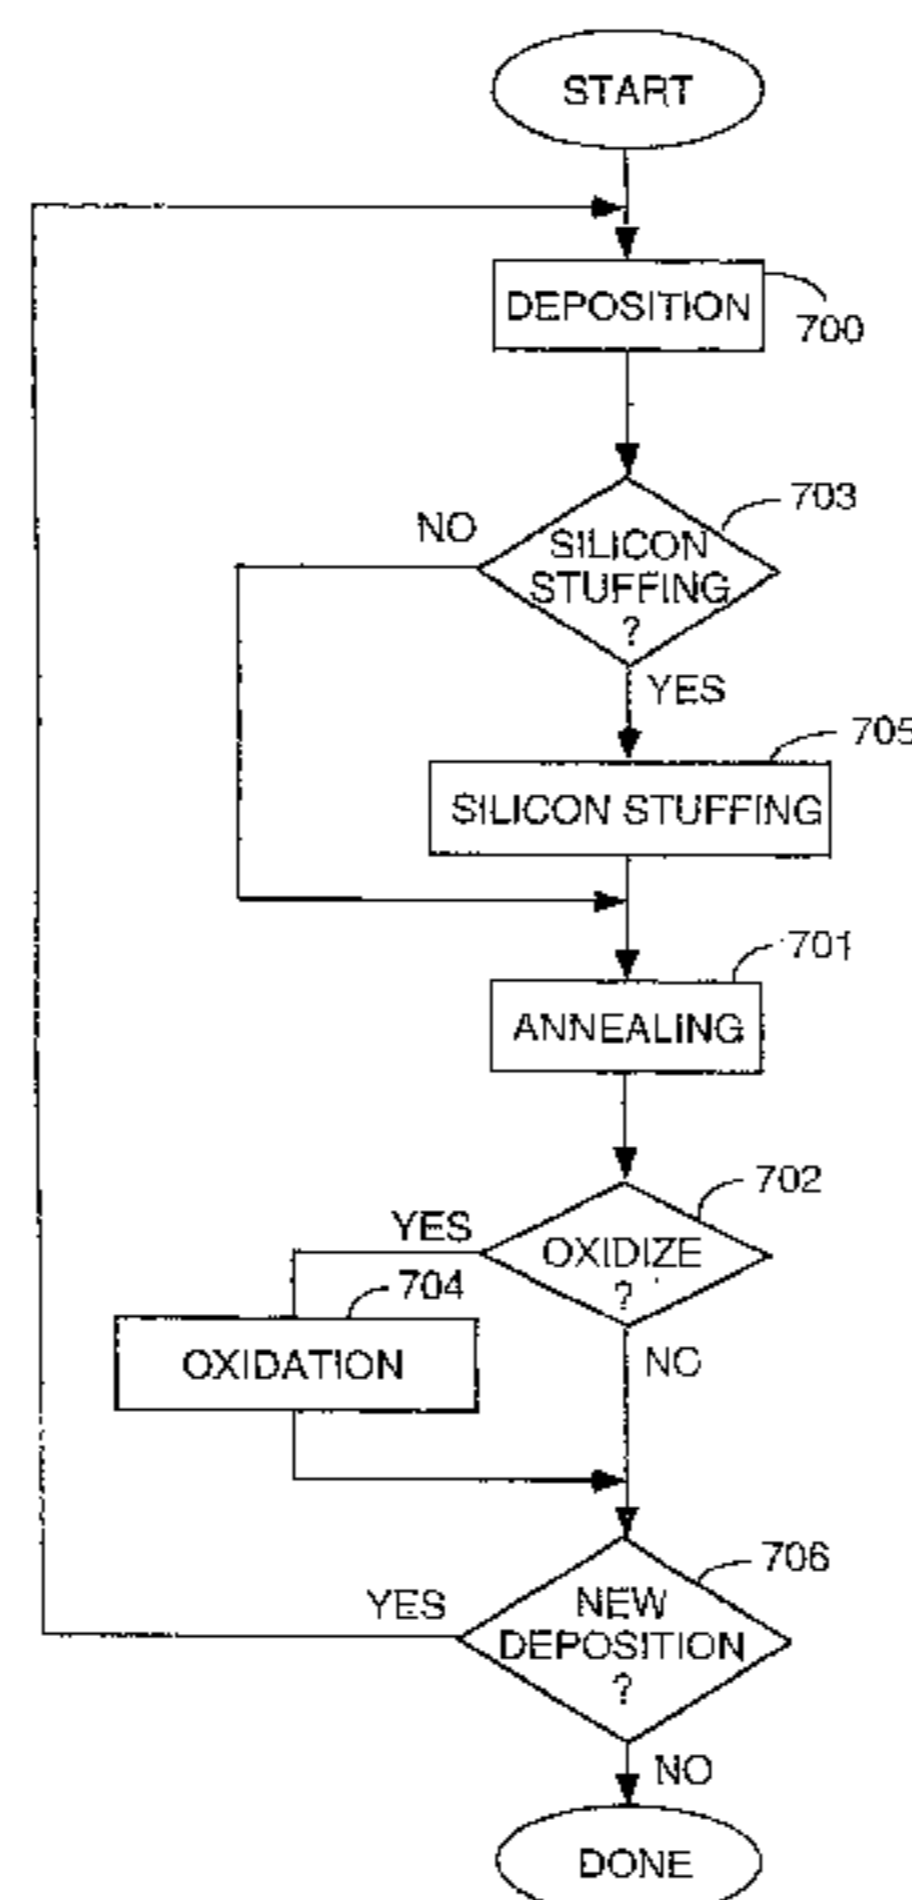 START
DEPOSITION
700
703
NO
SILICON
STUFFING
?
YES
705
SILICON STUFFING
701
ANNEALING
702
YES
OXIDIZE
?
704
OXIDATION
NO
706
YES
NEW
DEPOSITION
?
NO
DONE